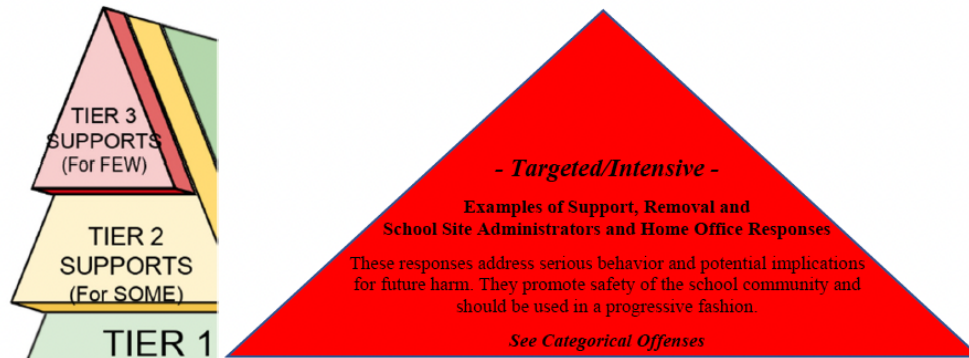 TIER 3
SUPPORTS
(For FEW)
TIER 2
SUPPORTS
(For SOME)
TIER 1
- Targeted/Intensive -
Examples of Support, Removal and
School Site Administrators and Home Office Responses
These responses address serious behavior and potential implications
for future harm. They promote safety of the school community and
should be used in a progressive fashion.
See Categorical Offenses